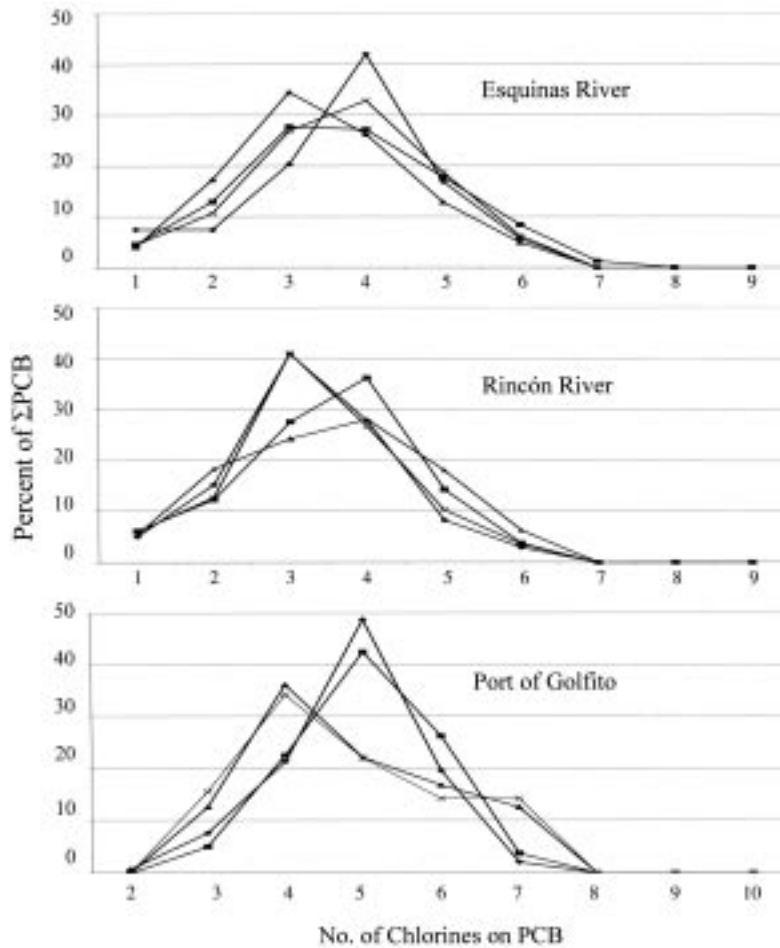 50
40
30
20
10
0
Esquinas River
1 2 3 4 5 6 7 8 9
50
40
30
20
10
0
Rincón River
1 2 3 4 5 6 7 8 9
Percent of ΣPCB
50
40
30
20
10
0
Port of Golfito
2 3 4 5 6 7 8 9 10
No. of Chlorines on PCB